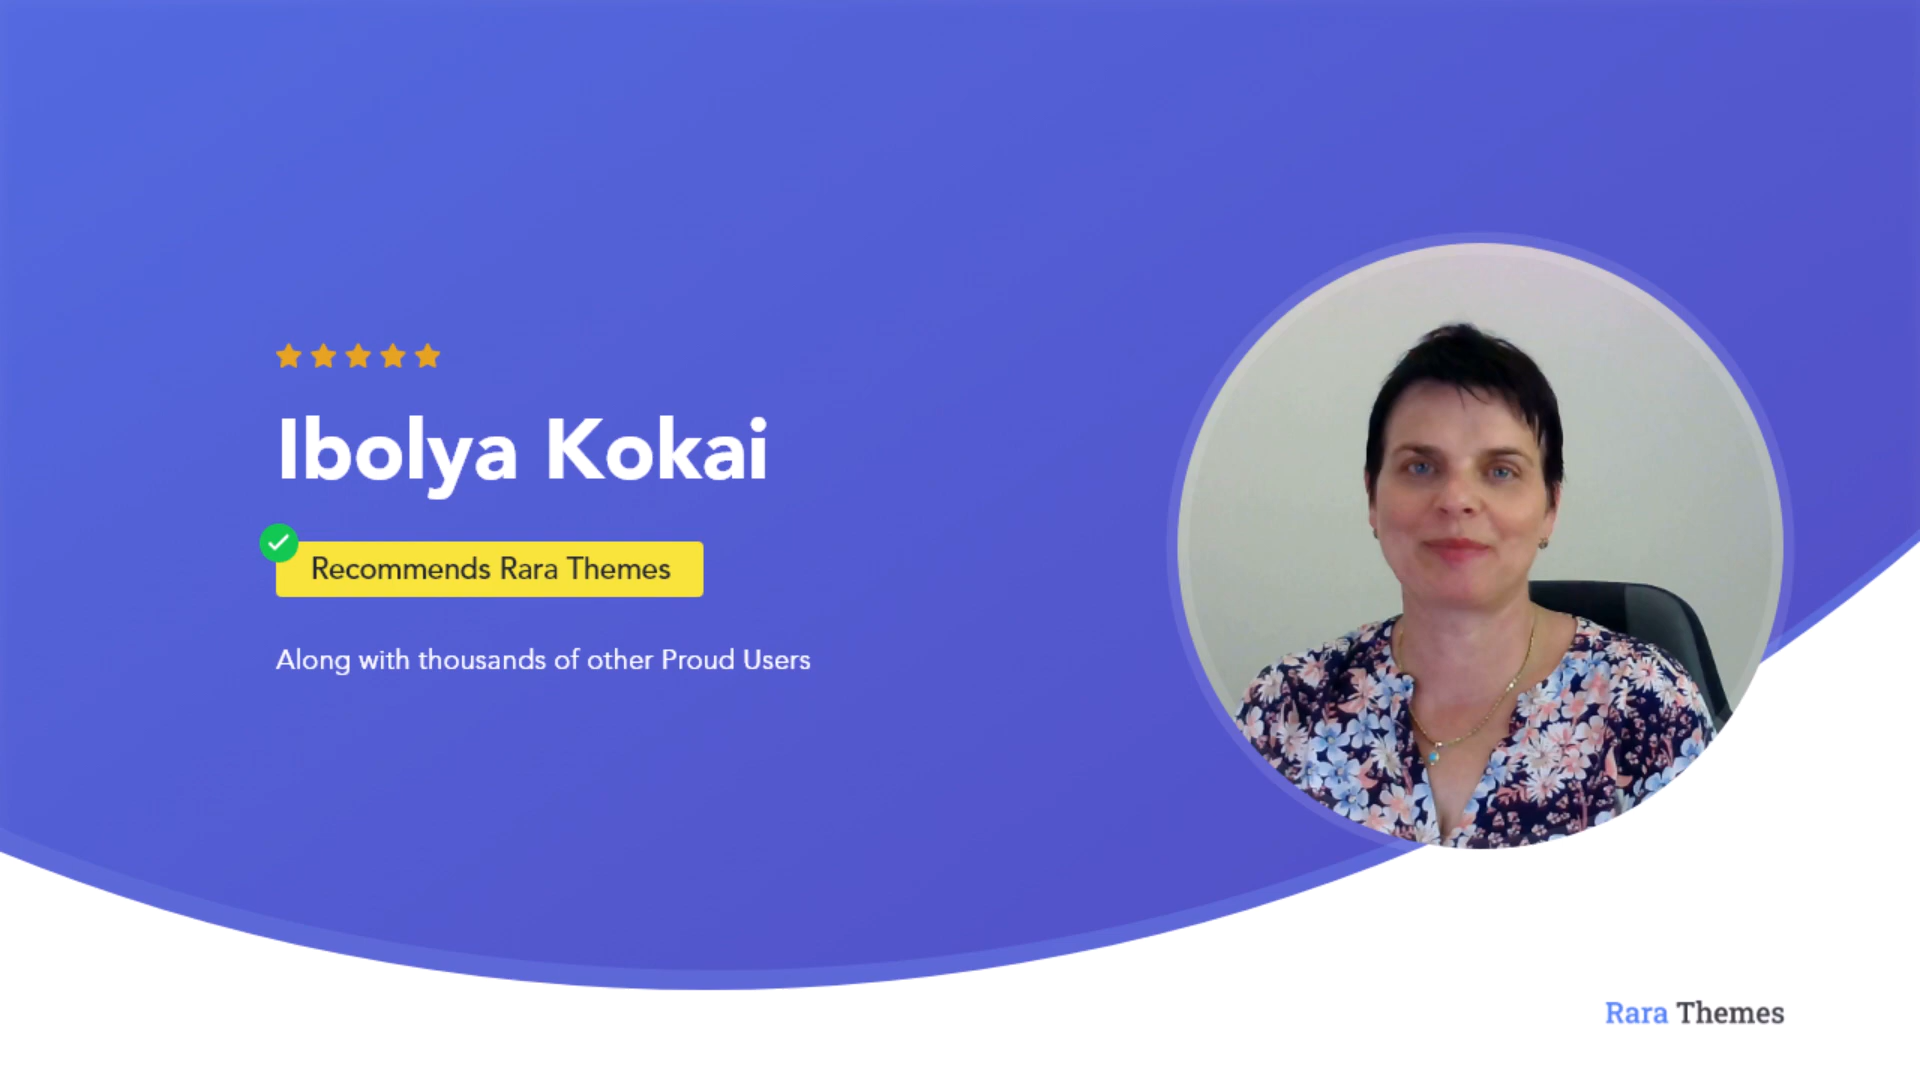 Ibolya Kokai
Recommends Rara Themes
Along with thousands of other Proud Users
Rara Themes